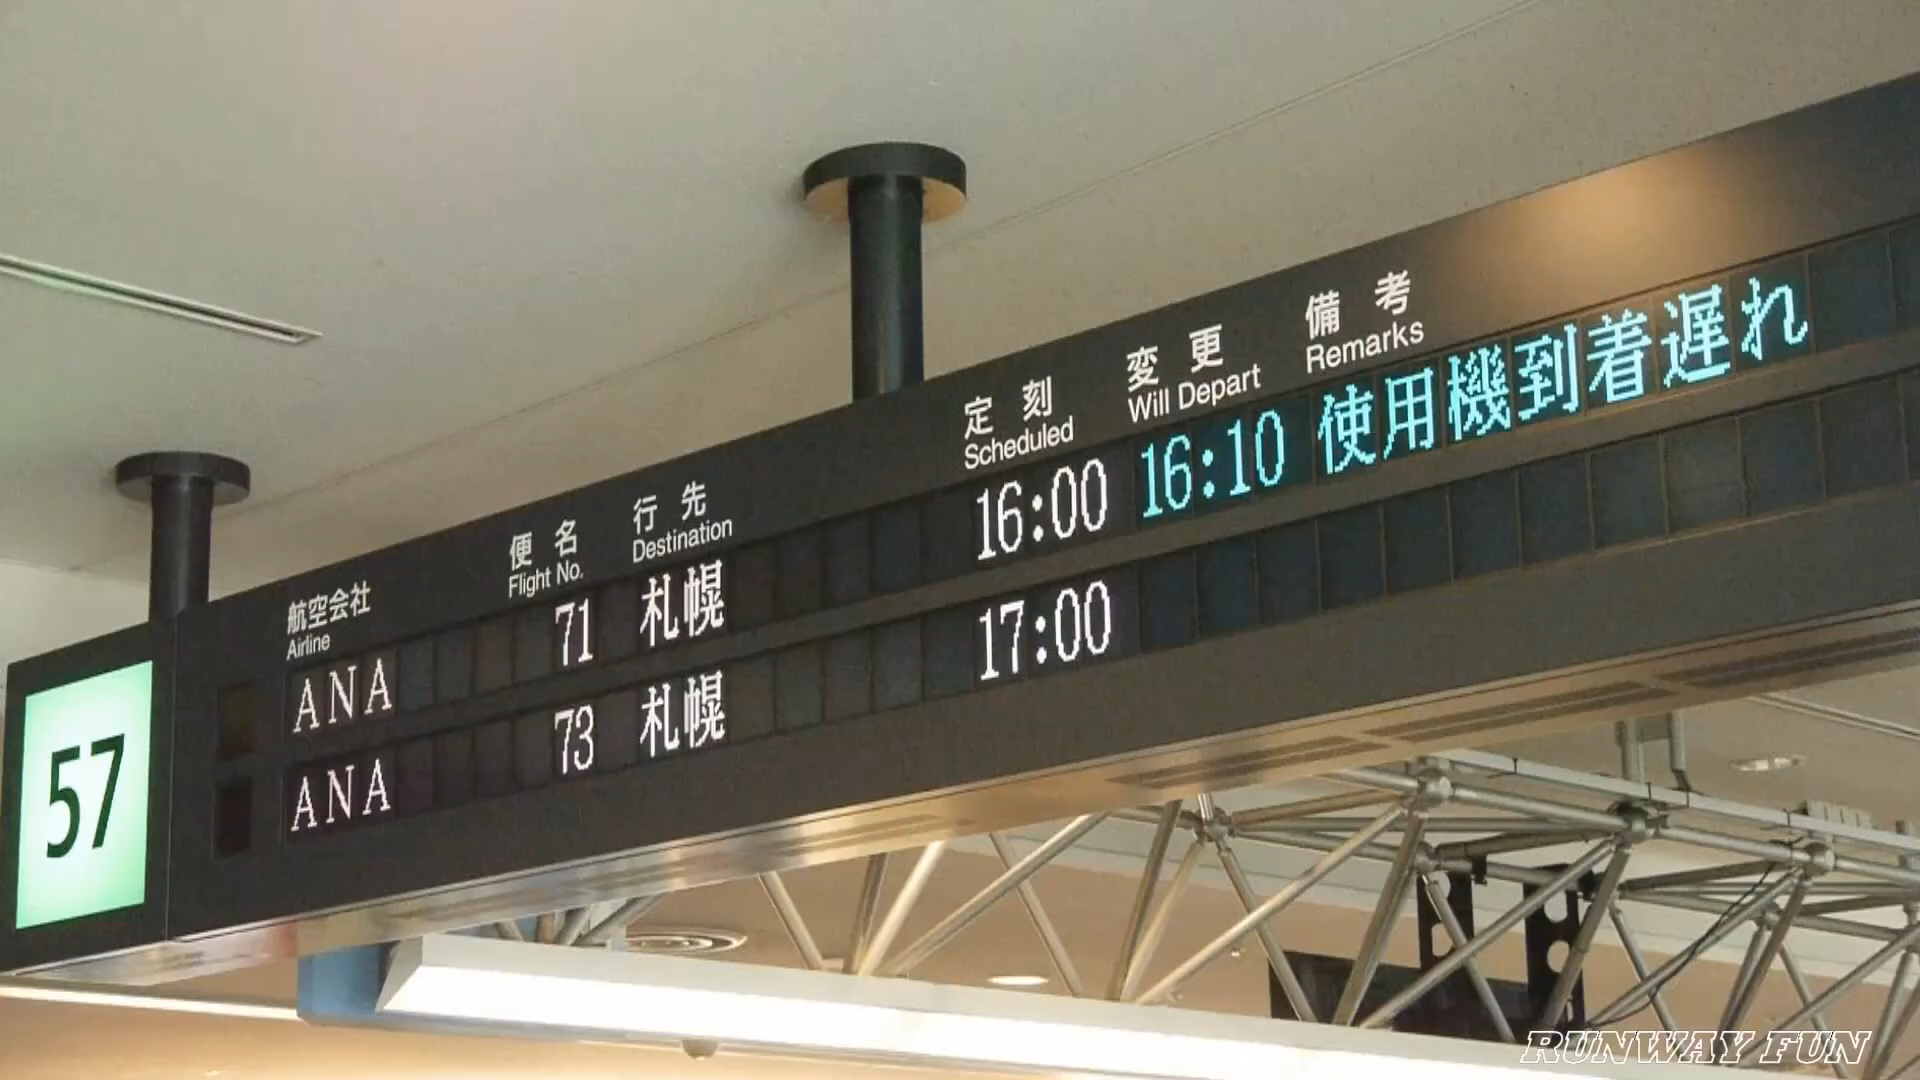 57
航空会社 便名 行先 定刻 変更 備考
Airline Flight No. Destination Scheduled Will Depart Remarks
ANA 71 札幌 16:00 16:10 使用機到着遅れ
ANA 73 札幌 17:00
RUNWAY FUN